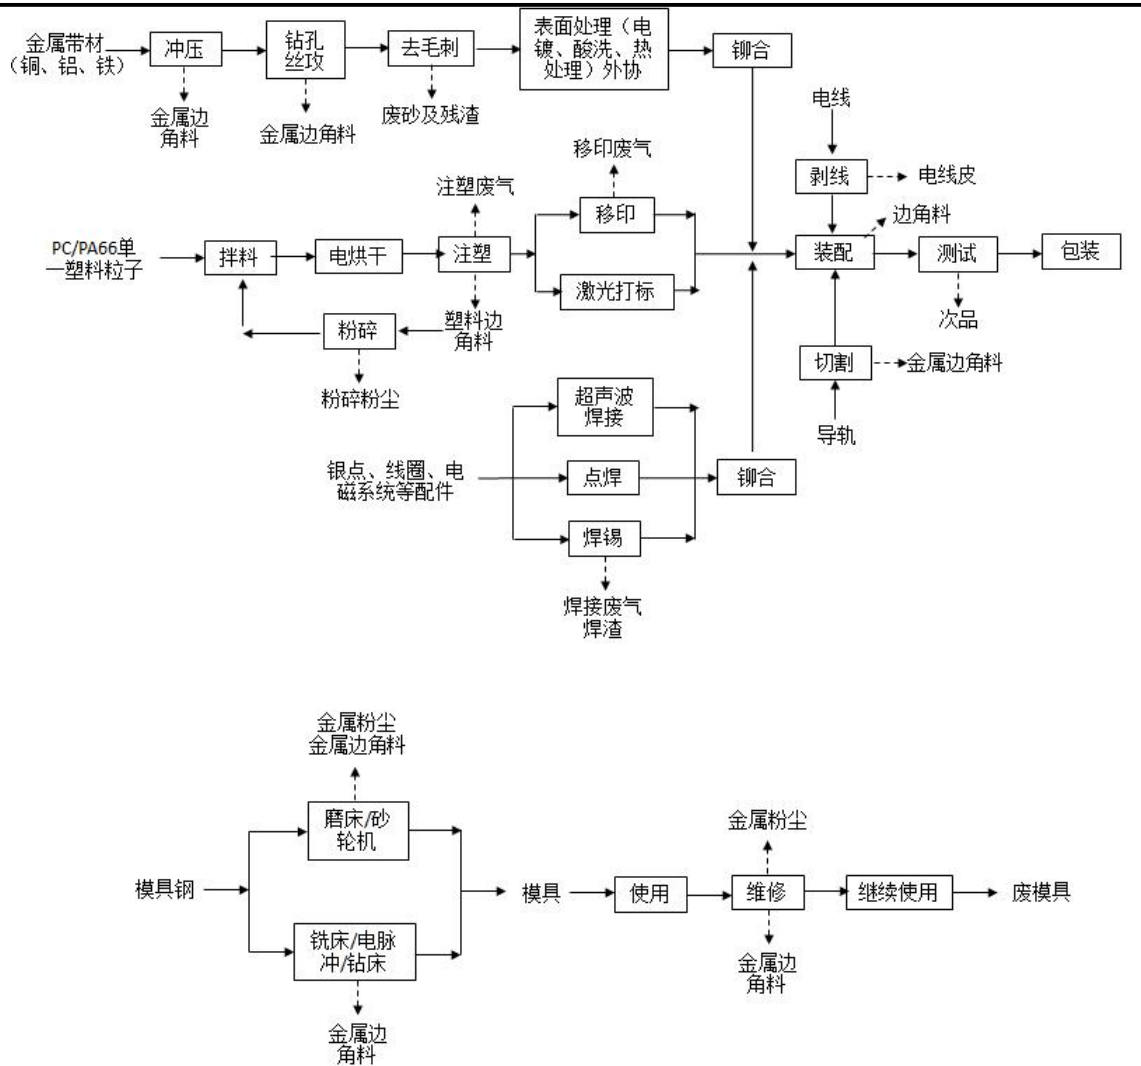 金属带材
（铜、铝、铁）
冲压
钻孔
丝攻
去毛刺
表面处理（电
镀、酸洗、热
处理）外协
铆合
金属边
角料
金属边角料
废砂及残渣
电线
剥线
电线皮
移印废气
注塑废气
移印
边角料
PC/PA66单
一塑料粒子
拌料
电烘干
注塑
激光打标
装配
测试
包装
粉碎
塑料边
角料
粉碎粉尘
次品
切割
金属边角料
导轨
超声波
焊接
银点、线圈、电
磁系统等配件
点焊
铆合
焊锡
焊接废气
焊渣
金属粉尘
金属边角料
磨床/砂
轮机
模具钢
铣床/电脉
冲/钻床
金属边
角料
模具
使用
金属粉尘
维修
金属边
角料
继续使用
废模具